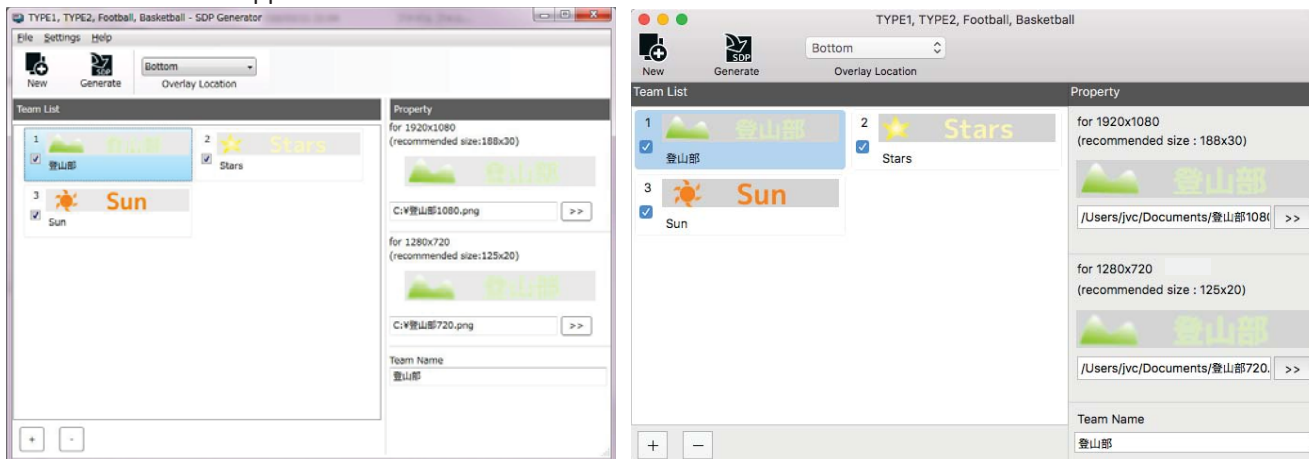 TYPE1, TYPE2, Football, Basketball - SDP Generator
File Settings Help
SDP
New Generate
Bottom
Overlay Location
Team List
Property
1
登山部
登山部
2
Stars
Stars
3
Sun
Sun
for 1920x1080
(recommended size:188x30)
登山部
C:¥登山部1080.png >>
for 1280x720
(recommended size:125x20)
登山部
C:¥登山部720.png >>
Team Name
登山部
+ -
TYPE1, TYPE2, Football, Basketball
SDP
New Generate
Bottom
Overlay Location
Team List
Property
1
登山部
登山部
2
Stars
Stars
3
Sun
Sun
for 1920x1080
(recommended size : 188x30)
登山部
/Users/jvc/Documents/登山部108 >>
for 1280x720
(recommended size : 125x20)
登山部
/Users/jvc/Documents/登山部720. >>
Team Name
登山部
+ −